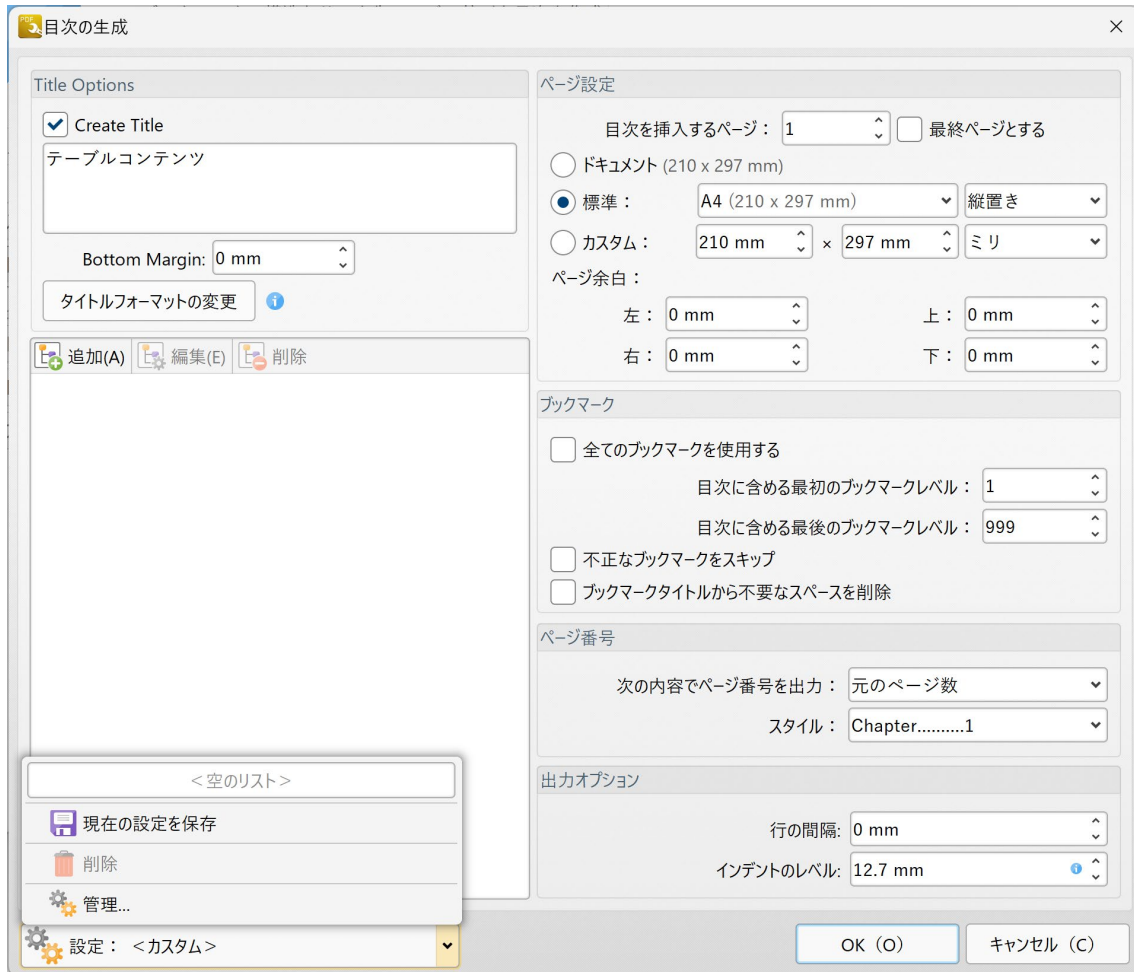 目次の生成
Title Options
Create Title
テーブルコンテンツ
Bottom Margin: 0 mm
タイトルフォーマットの変更
追加(A) 編集(E) 削除
ページ設定
目次を挿入するページ： 1 最終ページとする
ドキュメント (210 x 297 mm)
標準： A4 (210 x 297 mm) 縦置き
カスタム： 210 mm × 297 mm ミリ
ページ余白：
左： 0 mm 上： 0 mm
右： 0 mm 下： 0 mm
ブックマーク
全てのブックマークを使用する
目次に含める最初のブックマークレベル： 1
目次に含める最後のブックマークレベル： 999
不正なブックマークをスキップ
ブックマークタイトルから不要なスペースを削除
ページ番号
次の内容でページ番号を出力： 元のページ数
スタイル： Chapter..........1
出力オプション
行の間隔: 0 mm
インデントのレベル: 12.7 mm
<空のリスト>
現在の設定を保存
削除
管理...
設定： <カスタム>
OK（O） キャンセル（C）